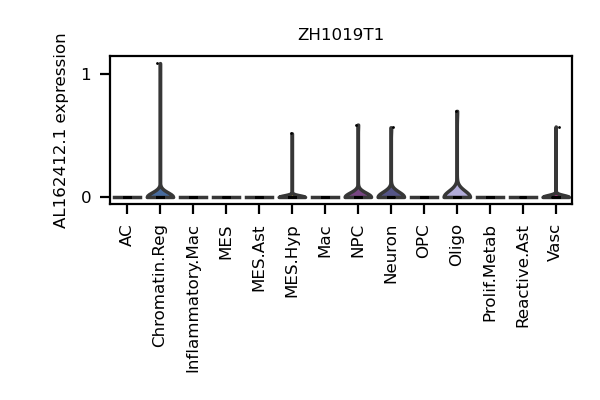 ZH1019T1
AL162412.1 expression
1
0
AC
Chromatin.Reg
Inflammatory.Mac
MES
MES.Ast
MES.Hyp
Mac
NPC
Neuron
OPC
Oligo
Prolif.Metab
Reactive.Ast
Vasc